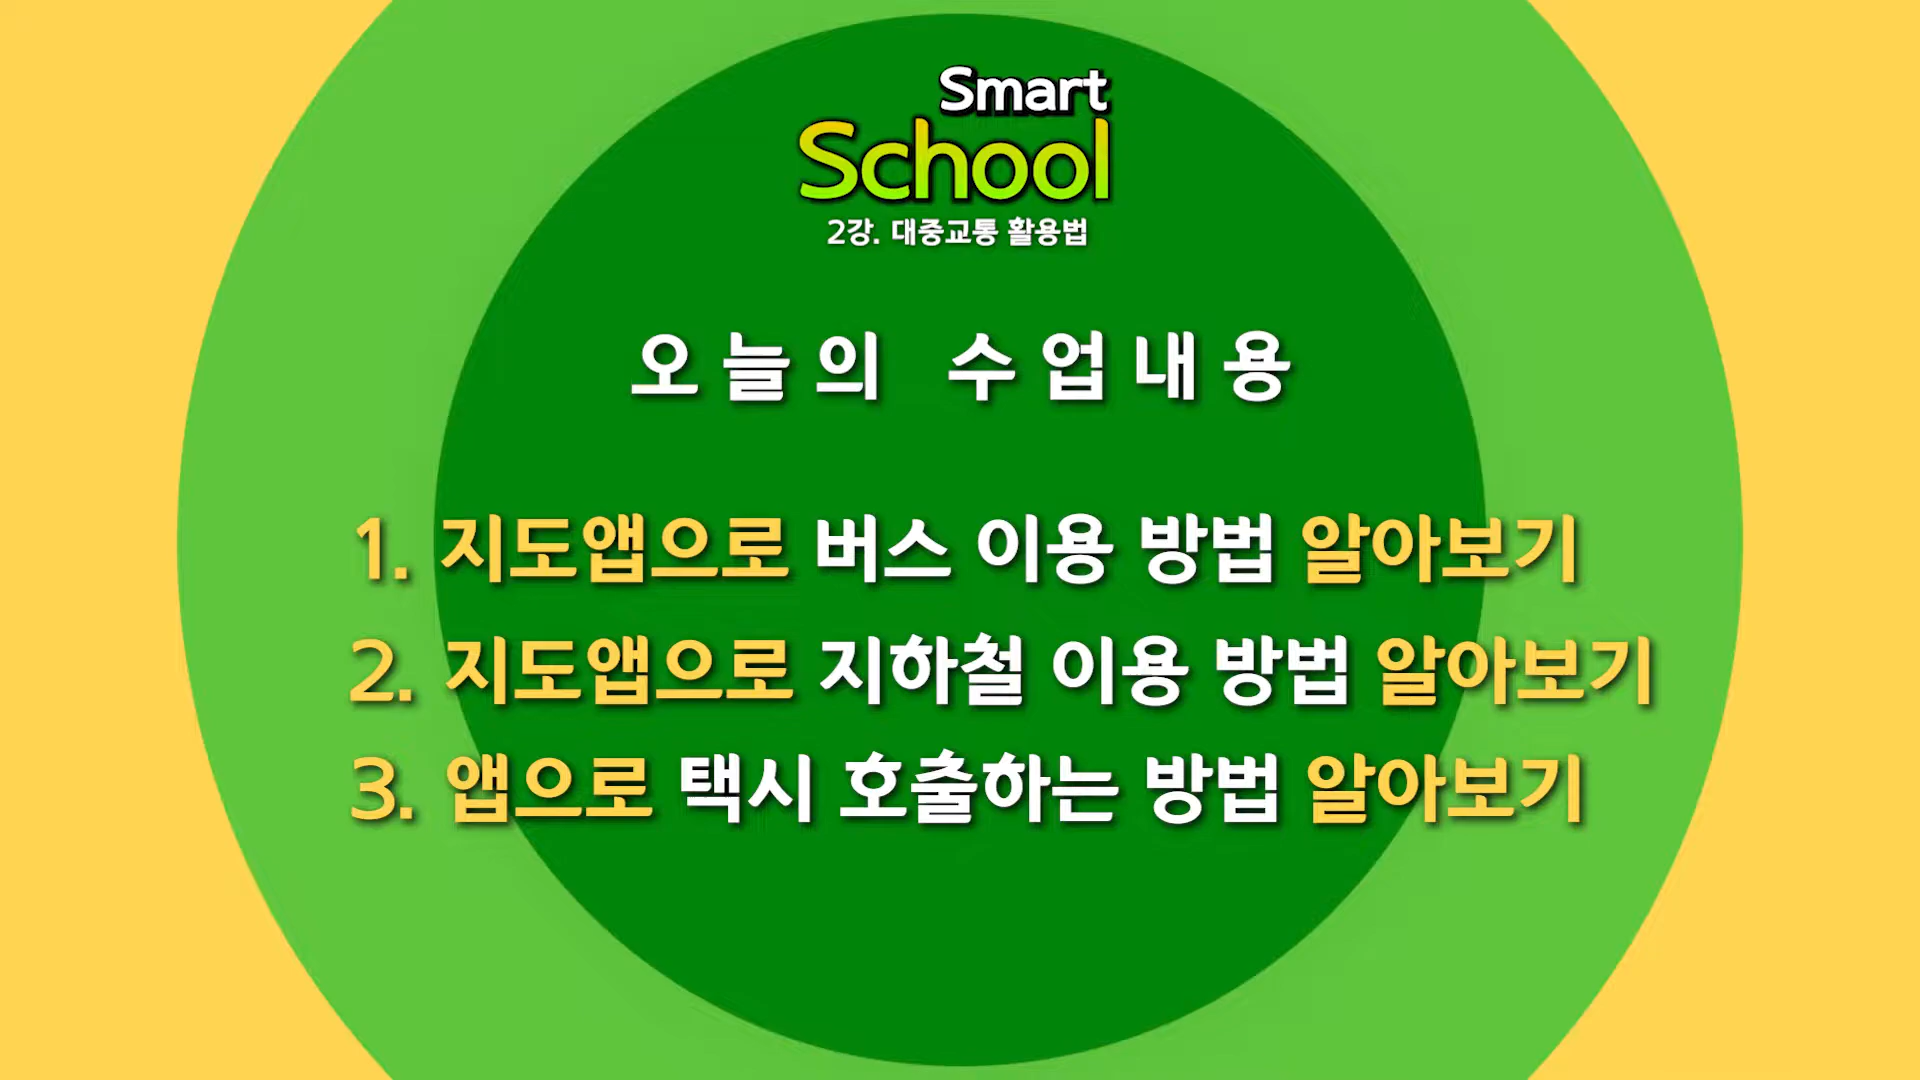 Smart
School
2강. 대중교통 활용법
오늘의 수업내용
1. 지도앱으로 버스 이용 방법 알아보기
2. 지도앱으로 지하철 이용 방법 알아보기
3. 앱으로 택시 호출하는 방법 알아보기